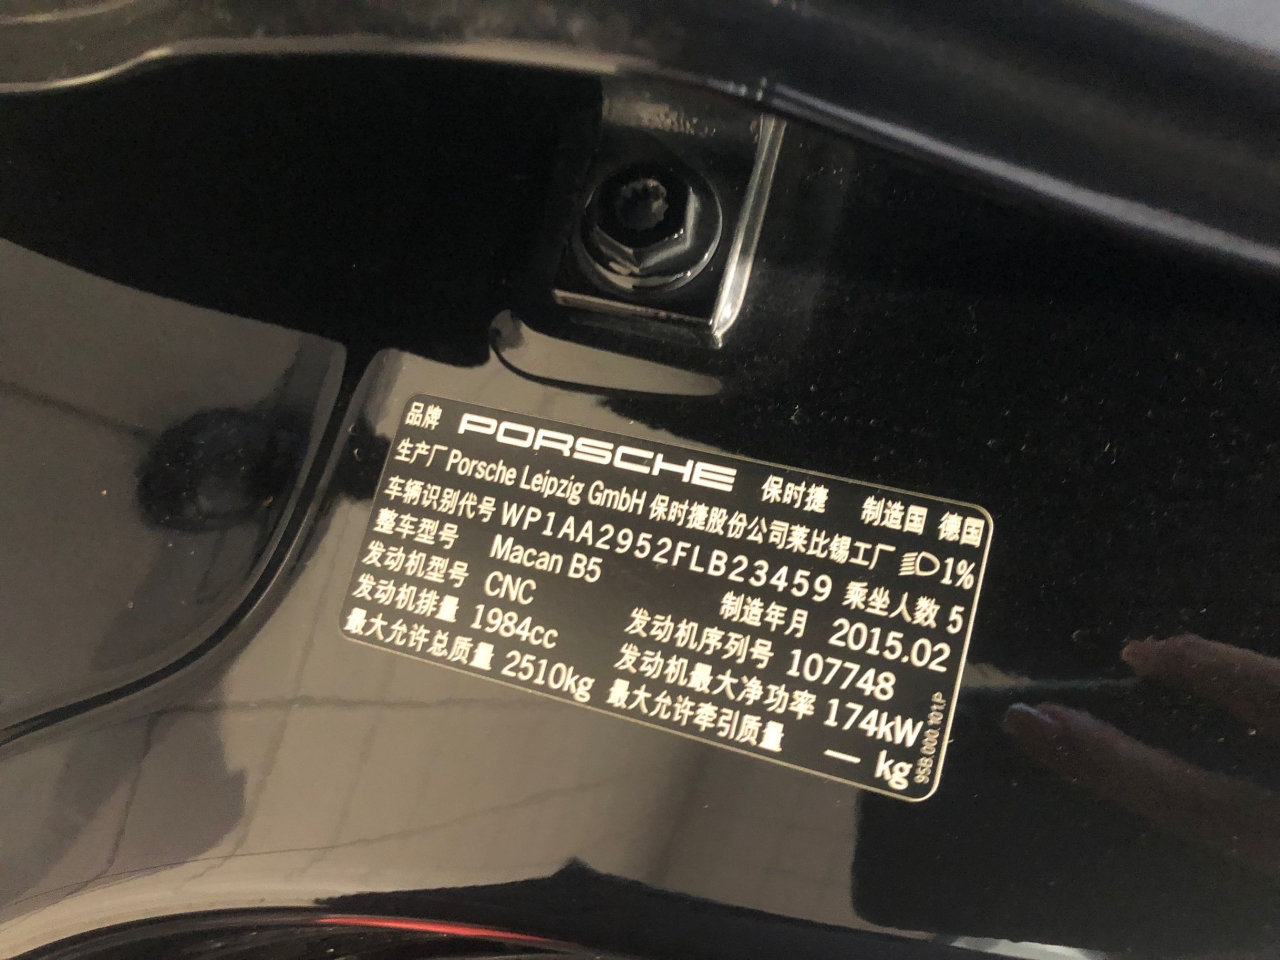 品牌 PORSCHE 保时捷 制造国 德国
生产厂 Porsche Leipzig GmbH 保时捷股份公司莱比锡工厂 1%
车辆识别代号 WP1AA2952FLB23459 乘坐人数 5
整车型号 Macan B5 制造年月 2015.02
发动机型号 CNC 发动机序列号 107748
发动机排量 1984cc 发动机最大净功率 174kW
最大允许总质量 2510kg 最大允许牵引质量 — kg
95B.000.101.P